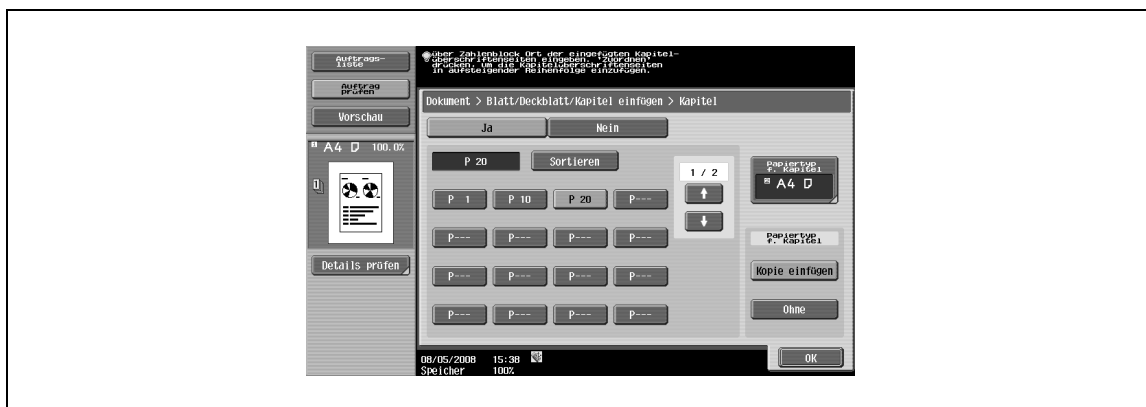 Auftrags-
liste
Auftrag
prüfen
Vorschau
A4 100.0%
1
Details prüfen
über Zahlenblock Ort der eingefügten Kapitel-
überschriftenseiten eingeben. 'Zuordnen'
drücken, um die Kapitelüberschriftenseiten
in aufsteigender Reihenfolge einzufügen.
Dokument > Blatt/Deckblatt/Kapitel einfügen > Kapitel
Ja Nein
P 20 Sortieren
1 / 2
P 1 P 10 P 20 P---
P--- P--- P--- P---
P--- P--- P--- P---
P--- P--- P--- P---
Papiertyp
f. Kapitel
A4
Papiertyp
f. Kapitel
Kopie einfügen
Ohne
08/05/2008 15:38
Speicher 100%
OK